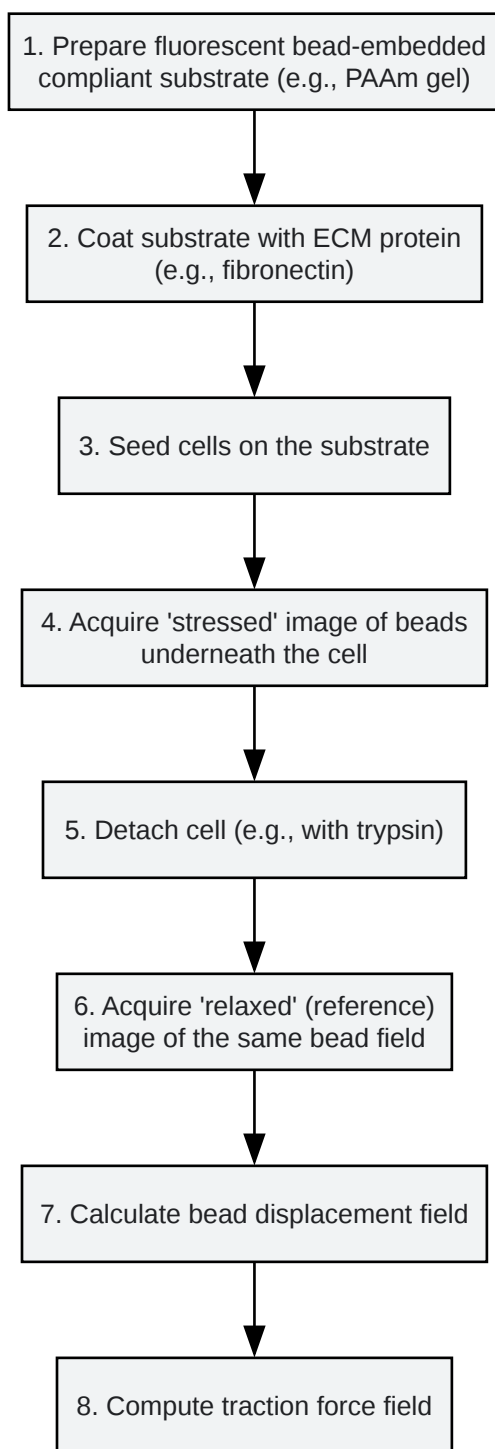 1. Prepare fluorescent bead-embedded
compliant substrate (e.g., PAAm gel)
2. Coat substrate with ECM protein
(e.g., fibronectin)
3. Seed cells on the substrate
4. Acquire 'stressed' image of beads
underneath the cell
5. Detach cell (e.g., with trypsin)
6. Acquire 'relaxed' (reference)
image of the same bead field
7. Calculate bead displacement field
8. Compute traction force field